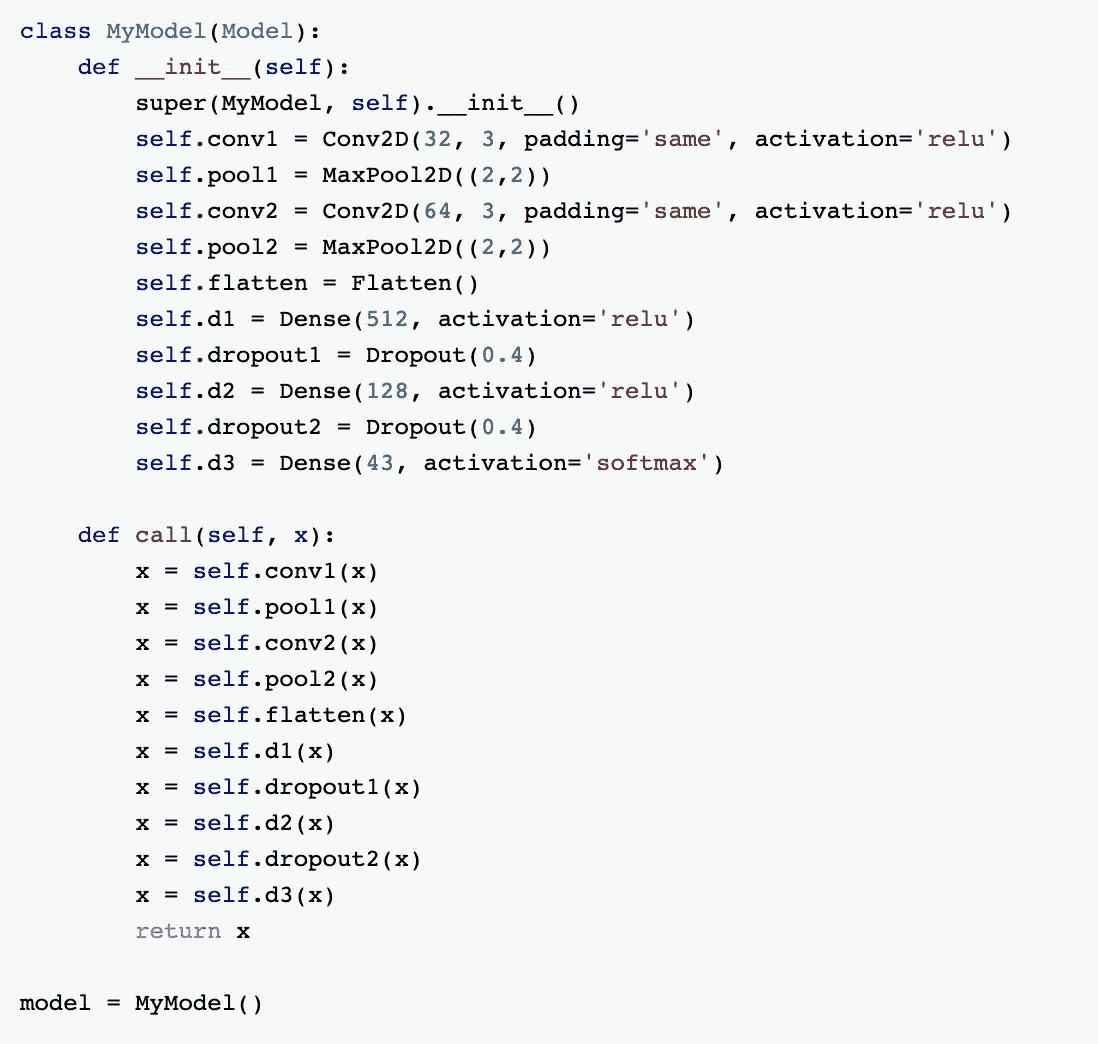 class MyModel(Model):
    def __init__(self):
        super(MyModel, self).__init__()
        self.conv1 = Conv2D(32, 3, padding='same', activation='relu')
        self.pool1 = MaxPool2D((2,2))
        self.conv2 = Conv2D(64, 3, padding='same', activation='relu')
        self.pool2 = MaxPool2D((2,2))
        self.flatten = Flatten()
        self.d1 = Dense(512, activation='relu')
        self.dropout1 = Dropout(0.4)
        self.d2 = Dense(128, activation='relu')
        self.dropout2 = Dropout(0.4)
        self.d3 = Dense(43, activation='softmax')

    def call(self, x):
        x = self.conv1(x)
        x = self.pool1(x)
        x = self.conv2(x)
        x = self.pool2(x)
        x = self.flatten(x)
        x = self.d1(x)
        x = self.dropout1(x)
        x = self.d2(x)
        x = self.dropout2(x)
        x = self.d3(x)
        return x

model = MyModel()